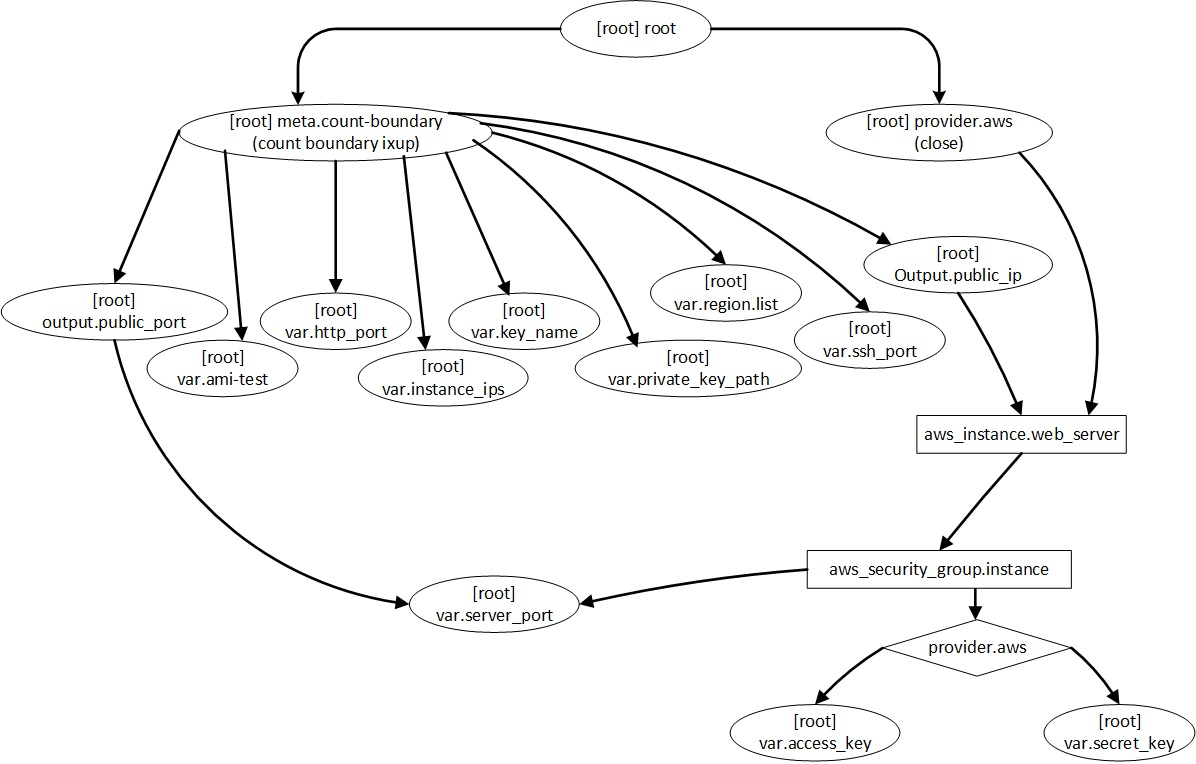 [root] root
[root] meta.count-boundary
(count boundary ixup)
[root] provider.aws
(close)
[root]
Output.public_ip
[root]
var.region.list
[root]
output.public_port
[root]
var.http_port
[root]
var.key_name
[root]
var.ssh_port
[root]
var.ami-test
[root]
var.instance_ips
[root]
var.private_key_path
aws_instance.web_server
aws_security_group.instance
[root]
var.server_port
provider.aws
[root]
var.access_key
[root]
var.secret_key